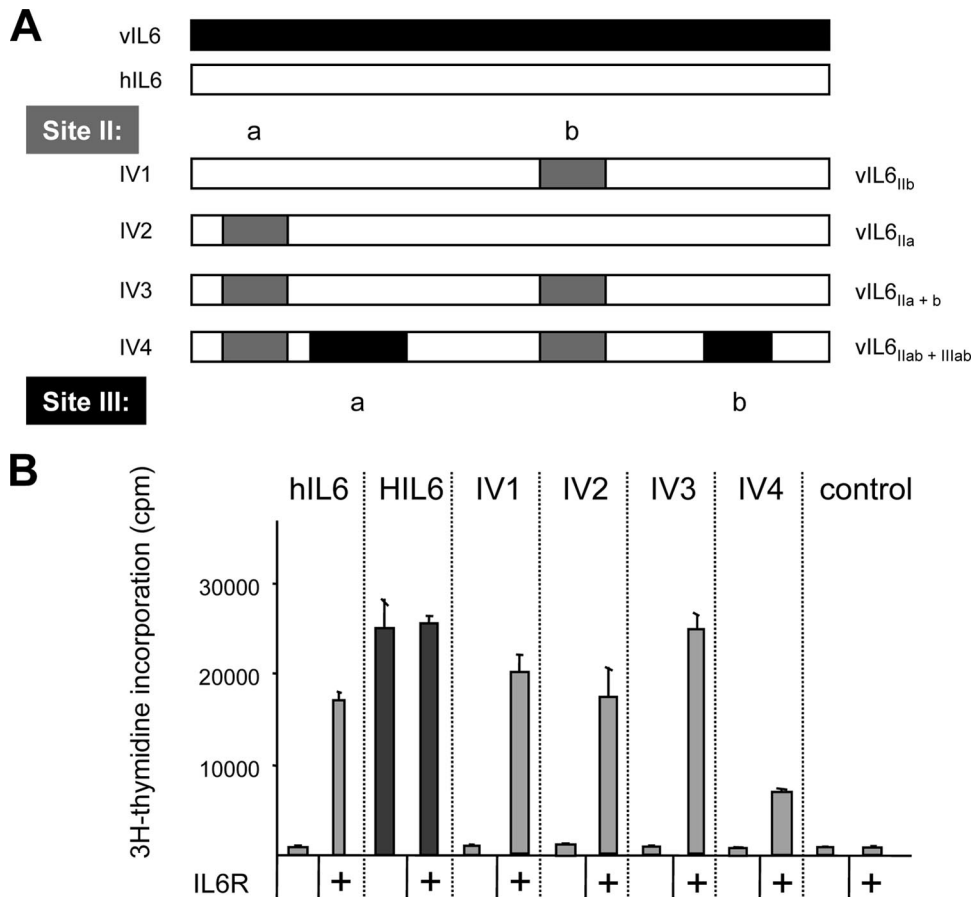 A
vIL6
hIL6
Site II:
a b
IV1 vIL6IIb
IV2 vIL6IIa
IV3 vIL6IIa + b
IV4 vIL6IIab + IIIab
Site III:
a b
B
hIL6 HIL6 IV1 IV2 IV3 IV4 control
3H-thymidine incorporation (cpm)
30000
20000
10000
IL6R + + + + + + +